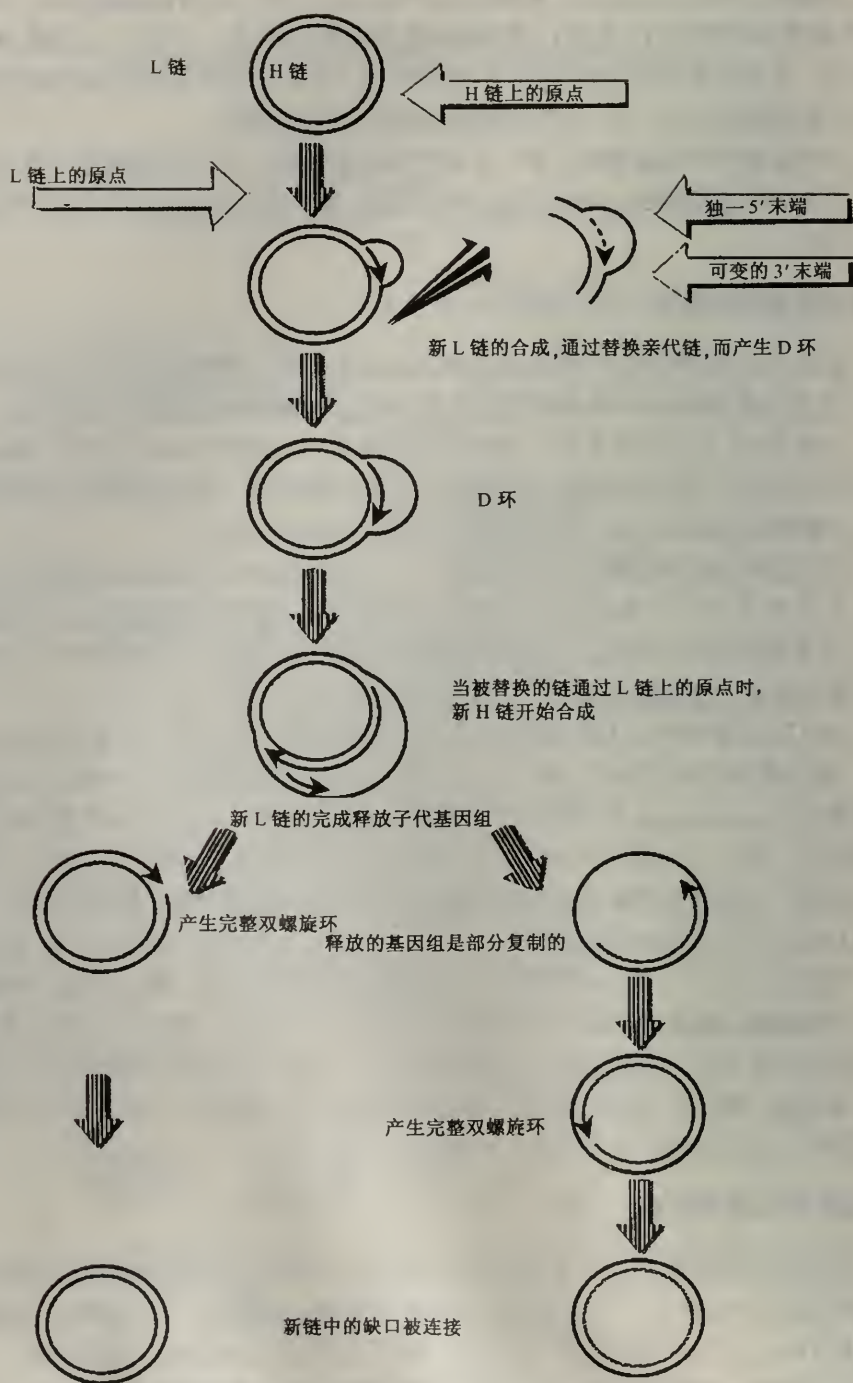 L 链
H 链
H 链上的原点
L 链上的原点
独一 5′末端
可变的 3′末端
新 L 链的合成,通过替换亲代链,而产生 D 环
D 环
当被替换的链通过 L 链上的原点时,
新 H 链开始合成
新 L 链的完成释放子代基因组
产生完整双螺旋环
释放的基因组是部分复制的
产生完整双螺旋环
新链中的缺口被连接